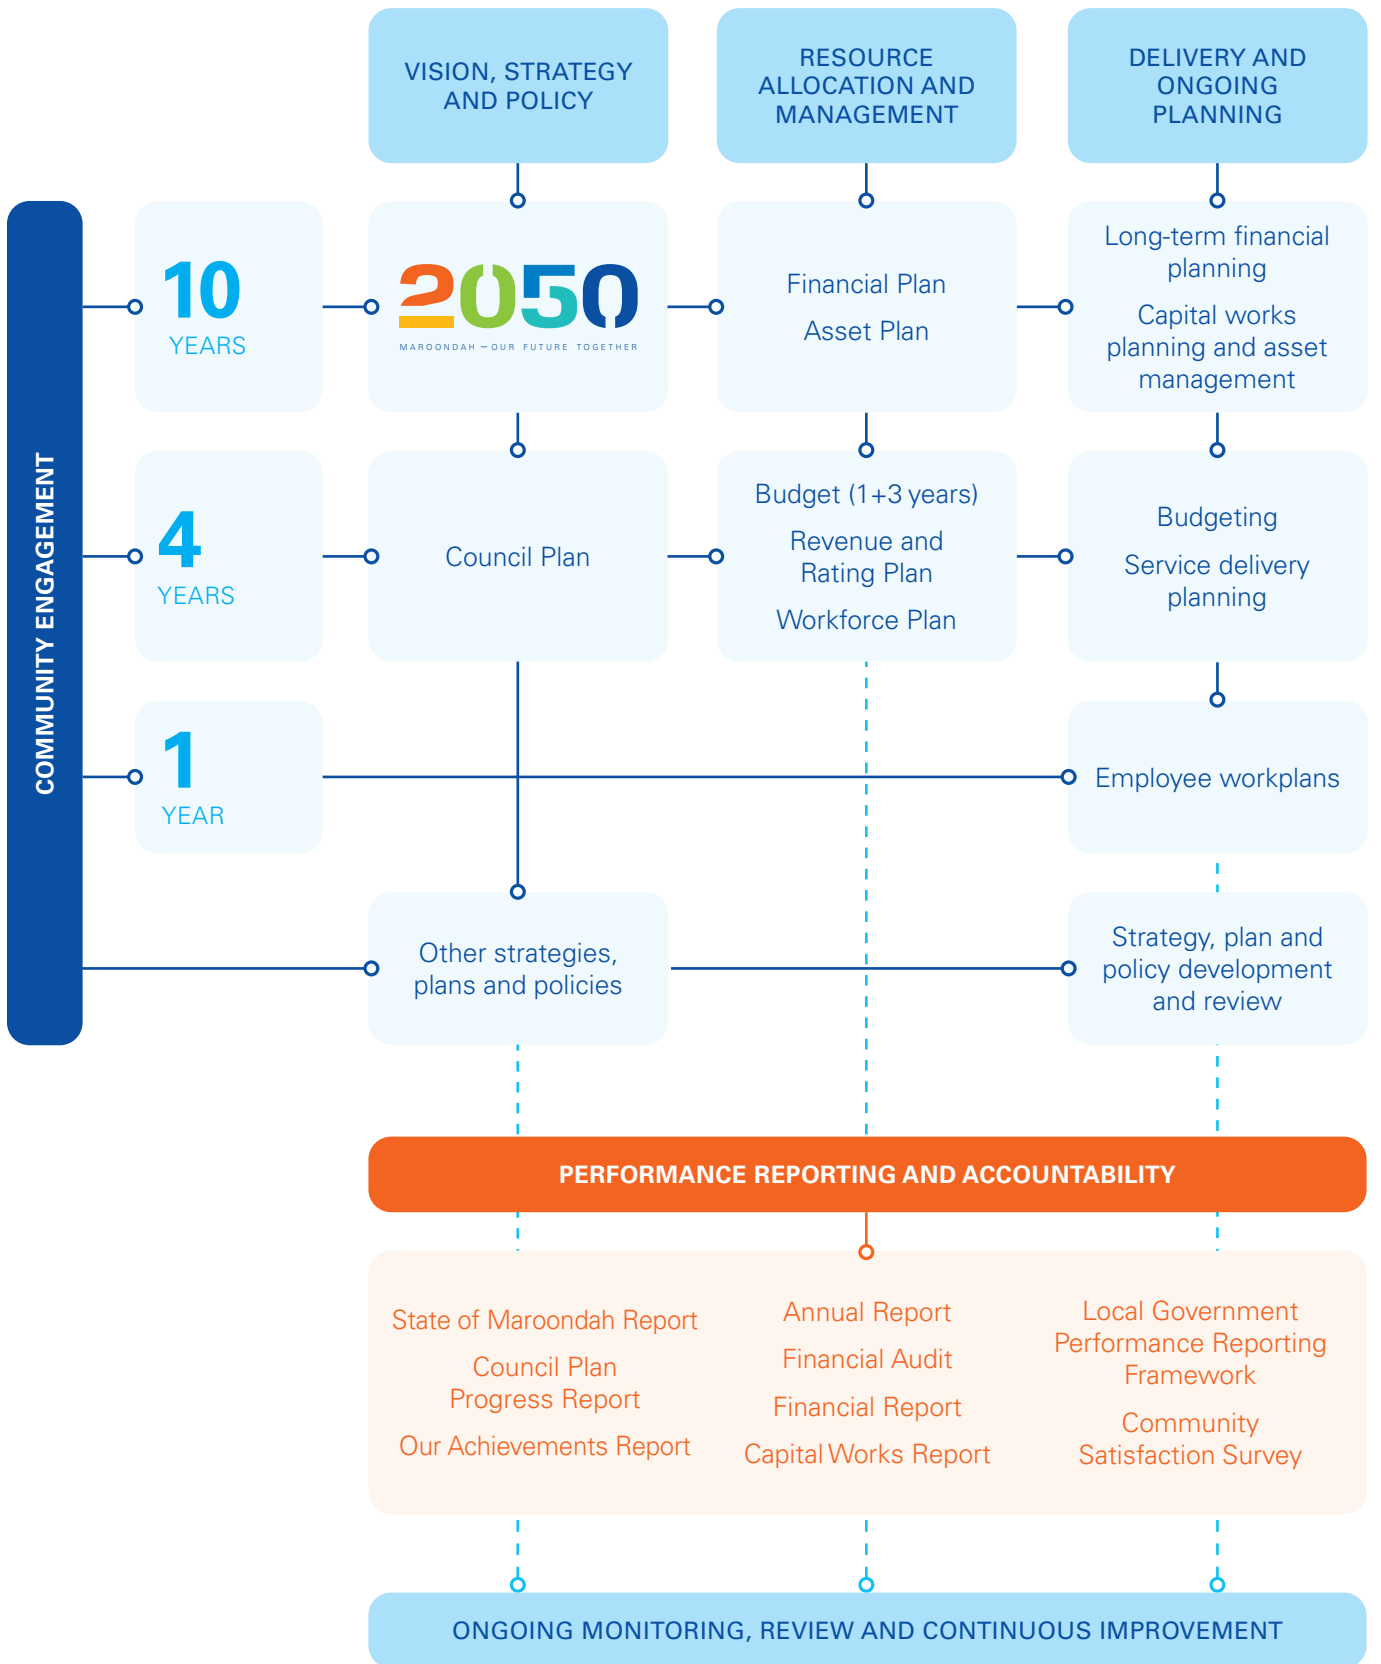 VISION, STRATEGY
AND POLICY
RESOURCE
ALLOCATION AND
MANAGEMENT
DELIVERY AND
ONGOING
PLANNING
COMMUNITY ENGAGEMENT
10
YEARS
2050
MAROONDAH – OUR FUTURE TOGETHER
Financial Plan
Asset Plan
Long-term financial
planning
Capital works
planning and asset
management
4
YEARS
Council Plan
Budget (1+3 years)
Revenue and
Rating Plan
Workforce Plan
Budgeting
Service delivery
planning
1
YEAR
Employee workplans
Other strategies,
plans and policies
Strategy, plan and
policy development
and review
PERFORMANCE REPORTING AND ACCOUNTABILITY
State of Maroondah Report
Council Plan
Progress Report
Our Achievements Report
Annual Report
Financial Audit
Financial Report
Capital Works Report
Local Government
Performance Reporting
Framework
Community
Satisfaction Survey
ONGOING MONITORING, REVIEW AND CONTINUOUS IMPROVEMENT